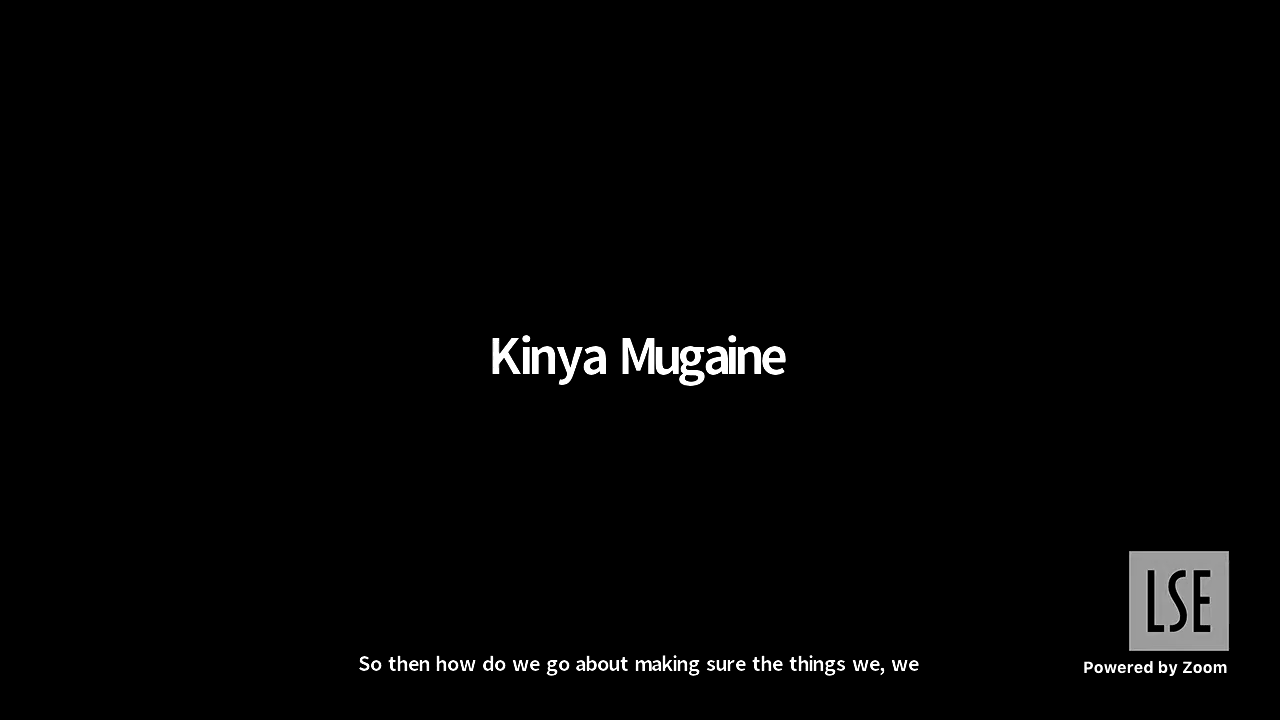 Kinya Mugaine
LSE
So then how do we go about making sure the things we, we
Powered by Zoom